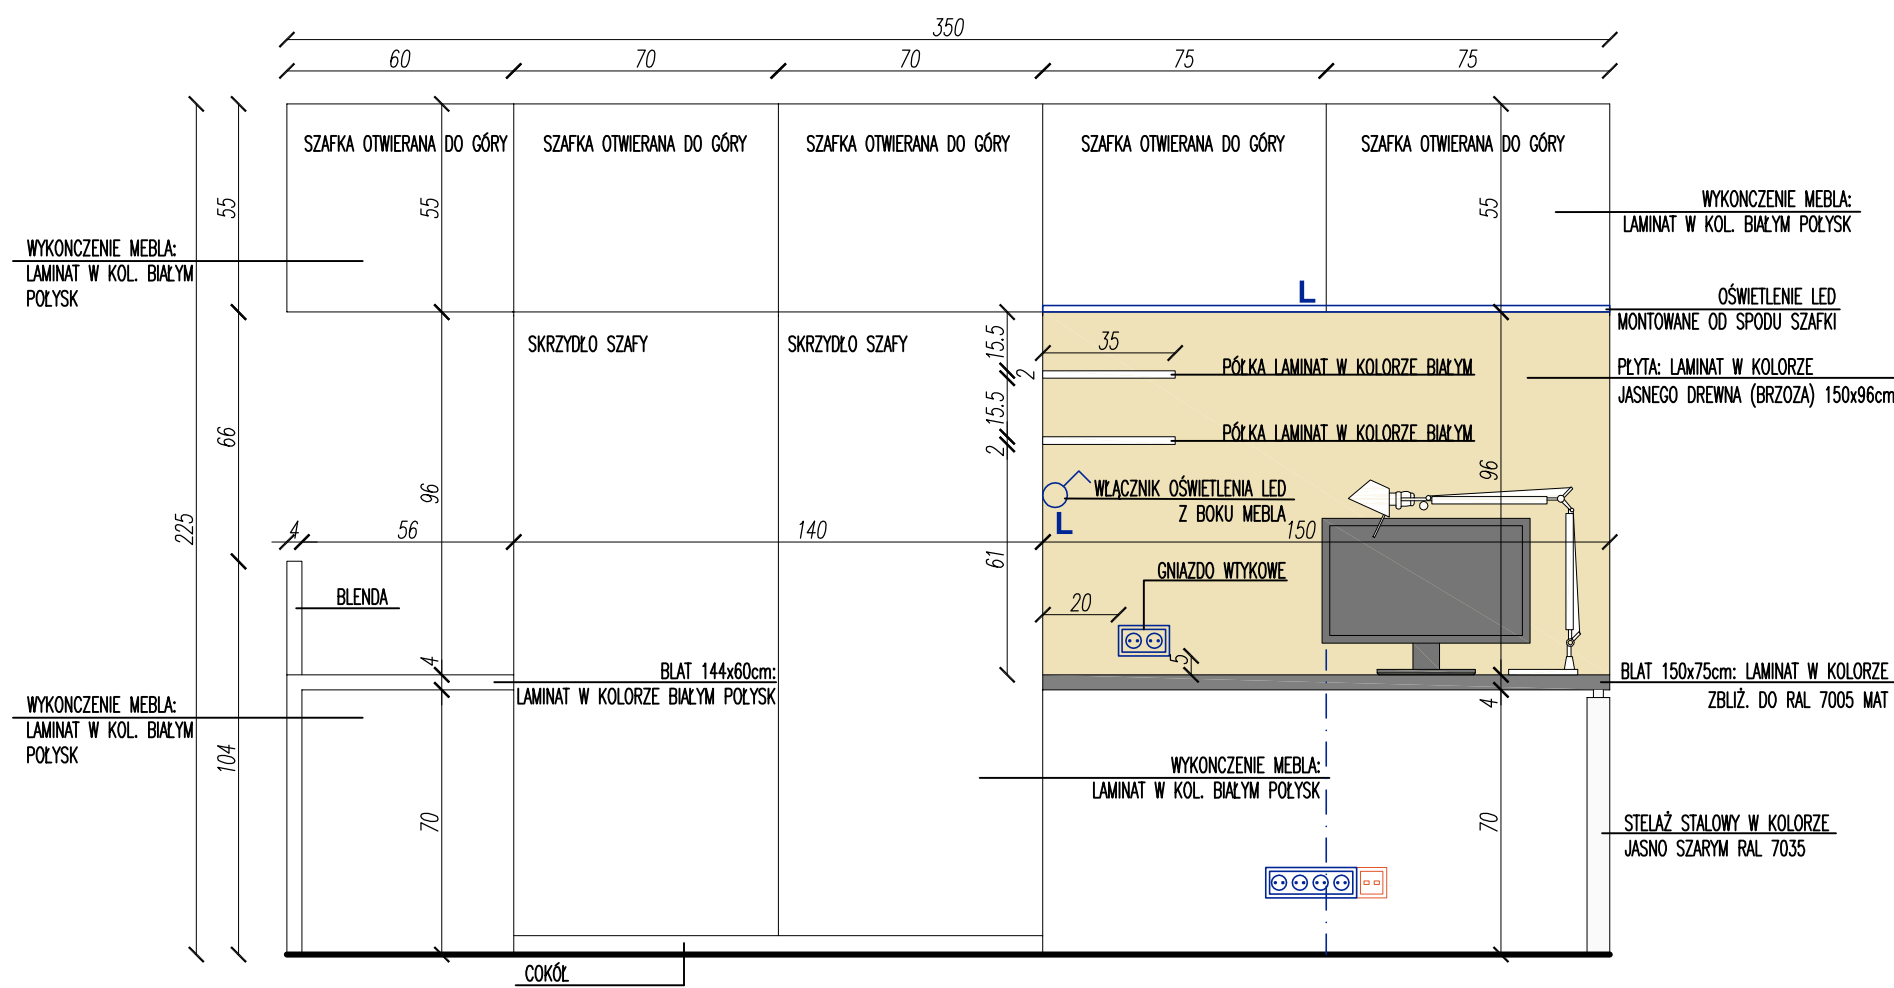 350
60
70
70
75
75
SZAFKA OTWIERANA DO GÓRY
SZAFKA OTWIERANA DO GÓRY
SZAFKA OTWIERANA DO GÓRY
SZAFKA OTWIERANA DO GÓRY
SZAFKA OTWIERANA DO GÓRY
55
55
55
WYKONCZENIE MEBLA:
LAMINAT W KOL. BIAŁYM POŁYSK
WYKONCZENIE MEBLA:
LAMINAT W KOL. BIAŁYM
POŁYSK
L
OŚWIETLENIE LED
MONTOWANE OD SPODU SZAFKI
SKRZYDŁO SZAFY
SKRZYDŁO SZAFY
15.5
35
2
PÓŁKA LAMINAT W KOLORZE BIAŁYM
PŁYTA: LAMINAT W KOLORZE
JASNEGO DREWNA (BRZOZA) 150x96cm
15.5
66
2
PÓŁKA LAMINAT W KOLORZE BIAŁYM
96
96
WŁĄCZNIK OŚWIETLENIA LED
Z BOKU MEBLA
L
225
4
56
140
150
61
GNIAZDO WTYKOWE
BLENDA
20
4
5
BLAT 144x60cm:
LAMINAT W KOLORZE BIAŁYM POŁYSK
BLAT 150x75cm: LAMINAT W KOLORZE
ZBLIŻ. DO RAL 7005 MAT
4
WYKONCZENIE MEBLA:
LAMINAT W KOL. BIAŁYM
POŁYSK
104
WYKONCZENIE MEBLA:
LAMINAT W KOL. BIAŁYM POŁYSK
70
70
STELAŻ STALOWY W KOLORZE
JASNO SZARYM RAL 7035
COKÓŁ